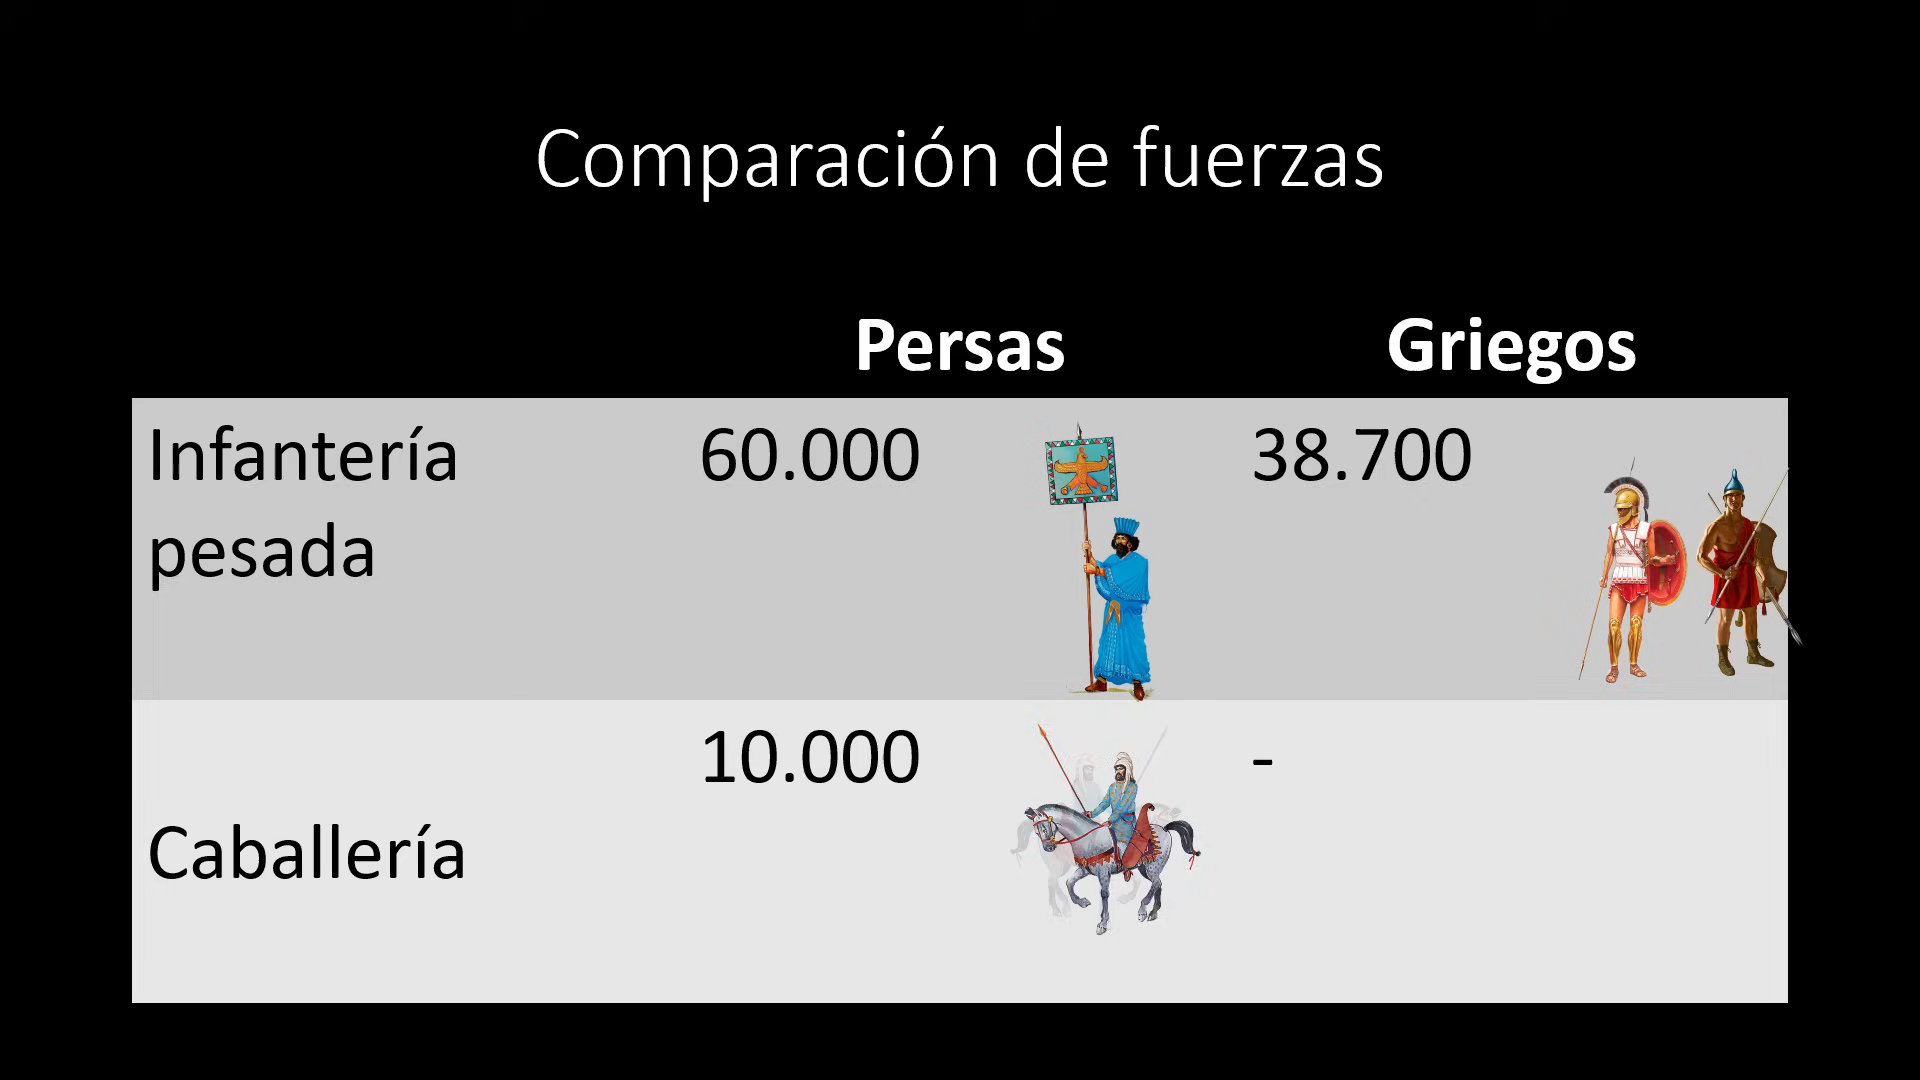 Comparación de fuerzas
Persas Griegos
Infantería 60.000 38.700
pesada
10.000 -
Caballería